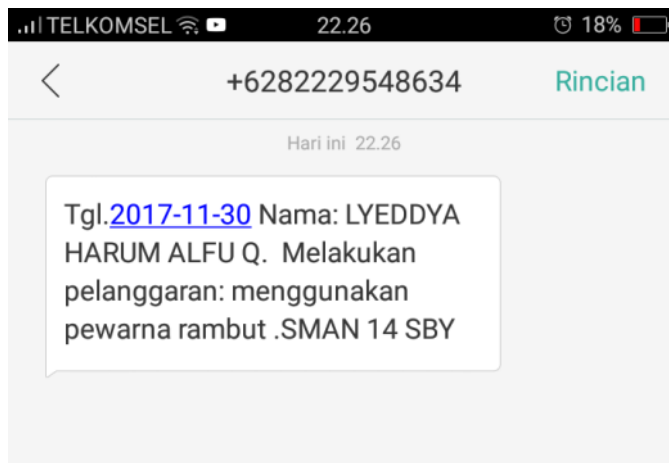 TELKOMSEL 22.26 18%
+6282229548634 Rincian
Hari ini 22.26
Tgl.2017-11-30 Nama: LYEDDYA
HARUM ALFU Q.  Melakukan
pelanggaran: menggunakan
pewarna rambut .SMAN 14 SBY